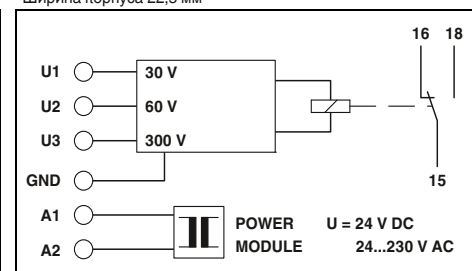 Ширина корпуса 22,5 мм
16 18
U1 30 V
U2 60 V
U3 300 V
GND
15
A1
POWER U = 24 V DC
A2 MODULE 24...230 V AC